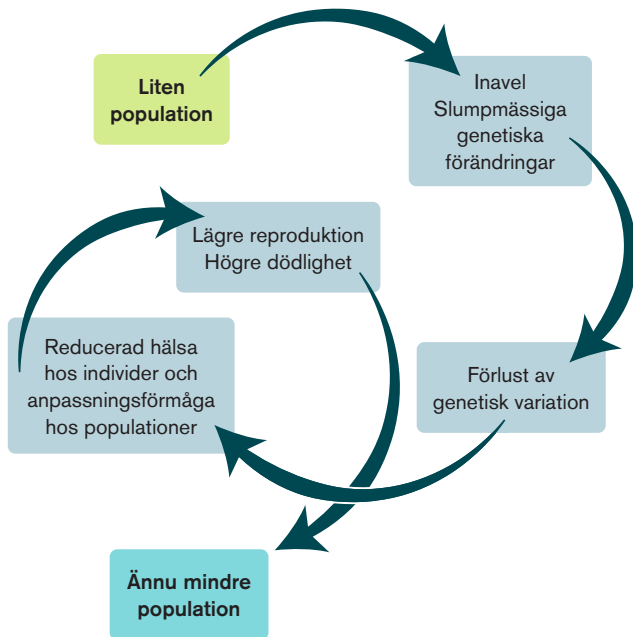 Liten
population
Inavel
Slumpmässiga
genetiska
förändringar
Förlust av
genetisk variation
Reducerad hälsa
hos individer och
anpassningsförmåga
hos populationer
Lägre reproduktion
Högre dödlighet
Ännu mindre
population